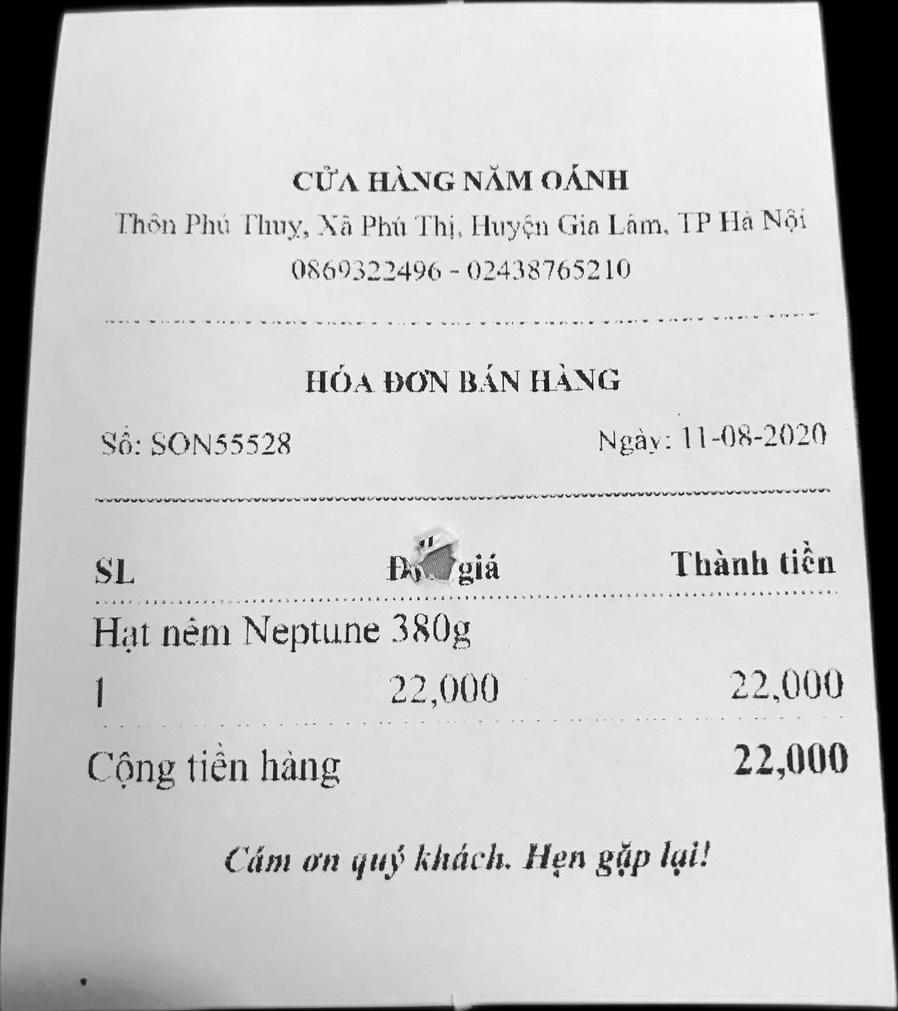 CỬA HÀNG NĂM OÁNH
Thôn Phú Thuỵ, Xã Phú Thị, Huyện Gia Lâm, TP Hà Nội
0869322496 - 02438765210
HÓA ĐƠN BÁN HÀNG
Số: SON55528
Ngày: 11-08-2020
SL giá Thành tiền
Hạt nêm Neptune 380g
1 22,000 22,000
Cộng tiền hàng 22,000
Cám ơn quý khách. Hẹn gặp lại!